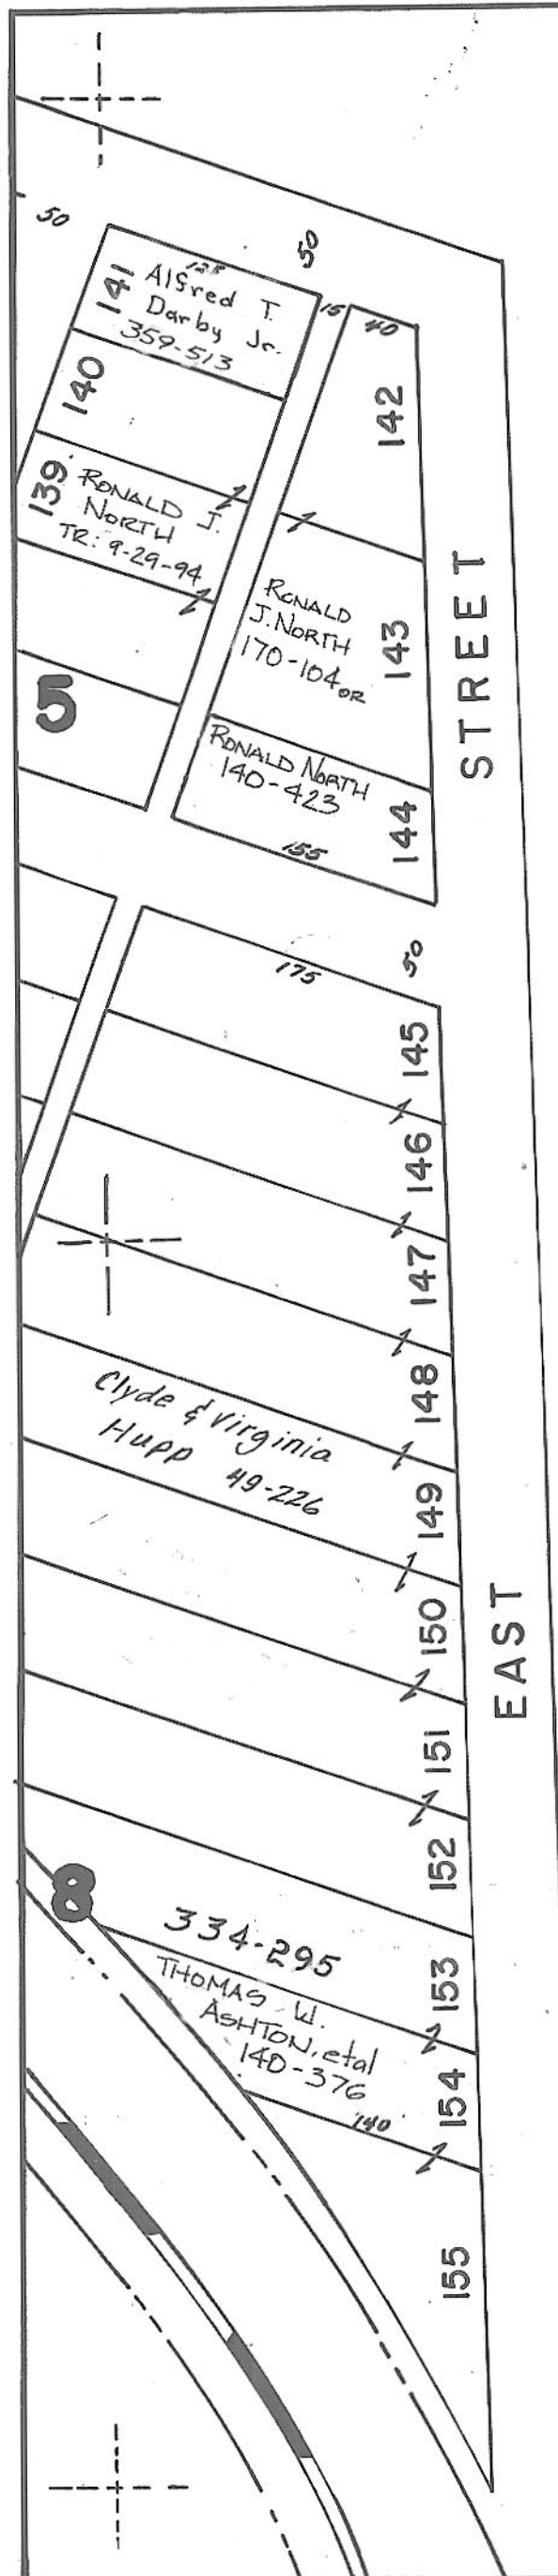 50
50
141
125
Alfred T.
Darby Jr.
359-513
15
40
140
142
139
RONALD J.
NORTH
TR: 9-29-94
RONALD
J. NORTH
170-104 OR
143
STREET
5
RONALD NORTH
140-423
144
155
175
50
145
146
147
148
Clyde & Virginia
Hupp 49-226
149
150
EAST
151
152
8
334-295
153
THOMAS W.
ASHTON, etal
140-376
154
140
155